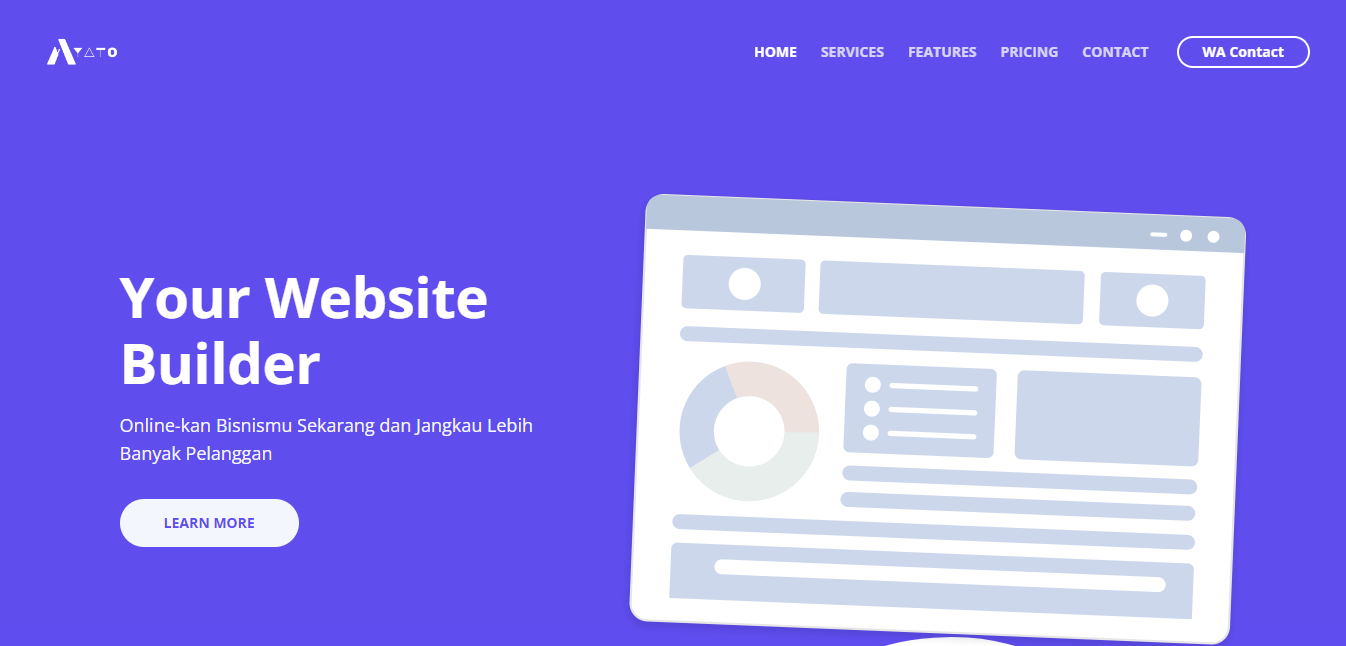 AYATO
HOME SERVICES FEATURES PRICING CONTACT WA Contact
Your Website
Builder
Online-kan Bisnismu Sekarang dan Jangkau Lebih
Banyak Pelanggan
LEARN MORE